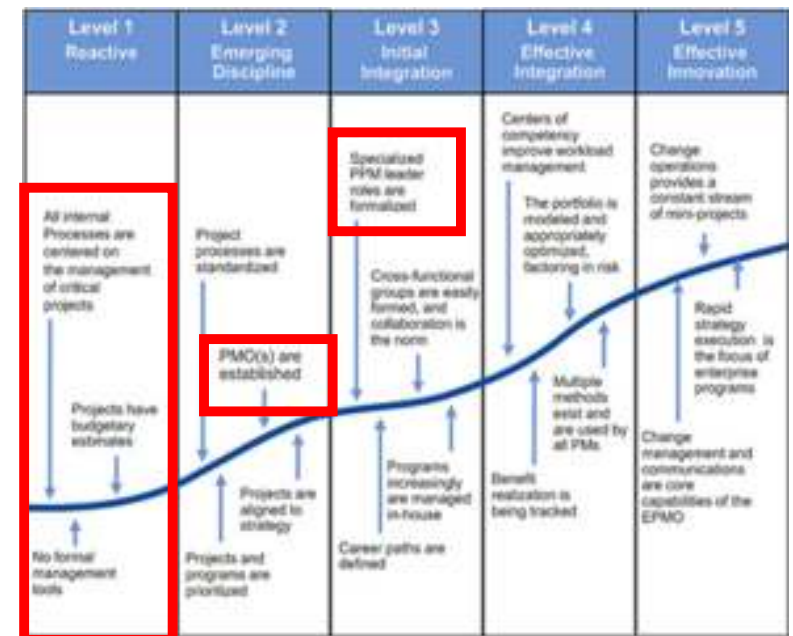 Level 1
Reactive
Level 2
Emerging
Discipline
Level 3
Initial
Integration
Level 4
Effective
Integration
Level 5
Effective
Innovation
All internal
Processes are
centered on
the management
of critical
projects
Projects have
budgetary
estimates
No formal
management
tools
Project
processes are
standardized
PMO(s) are
established
Projects are
aligned to
strategy
Projects and
programs are
prioritized
Specialized
PPM leader
roles are
formalized
Cross-functional
groups are easily
formed, and
collaboration is
the norm
Programs
increasingly
are managed
in-house
Career paths are
defined
Centers of
competency
improve workload
management
The portfolio is
modeled and
appropriately
optimized,
factoring in risk
Multiple
methods
exist and
are used by
all PMs
Benefit
realization is
being tracked
Change
operations
provides a
constant stream
of mini-projects
Rapid
strategy
execution is
the focus of
enterprise
programs
Change
management and
communications
are core
capabilities of the
EPMO